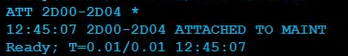 ATT 2D00-2D04 *
12:45:07 2D00-2D04 ATTACHED TO MAINT
Ready; T=0.01/0.01 12:45:07